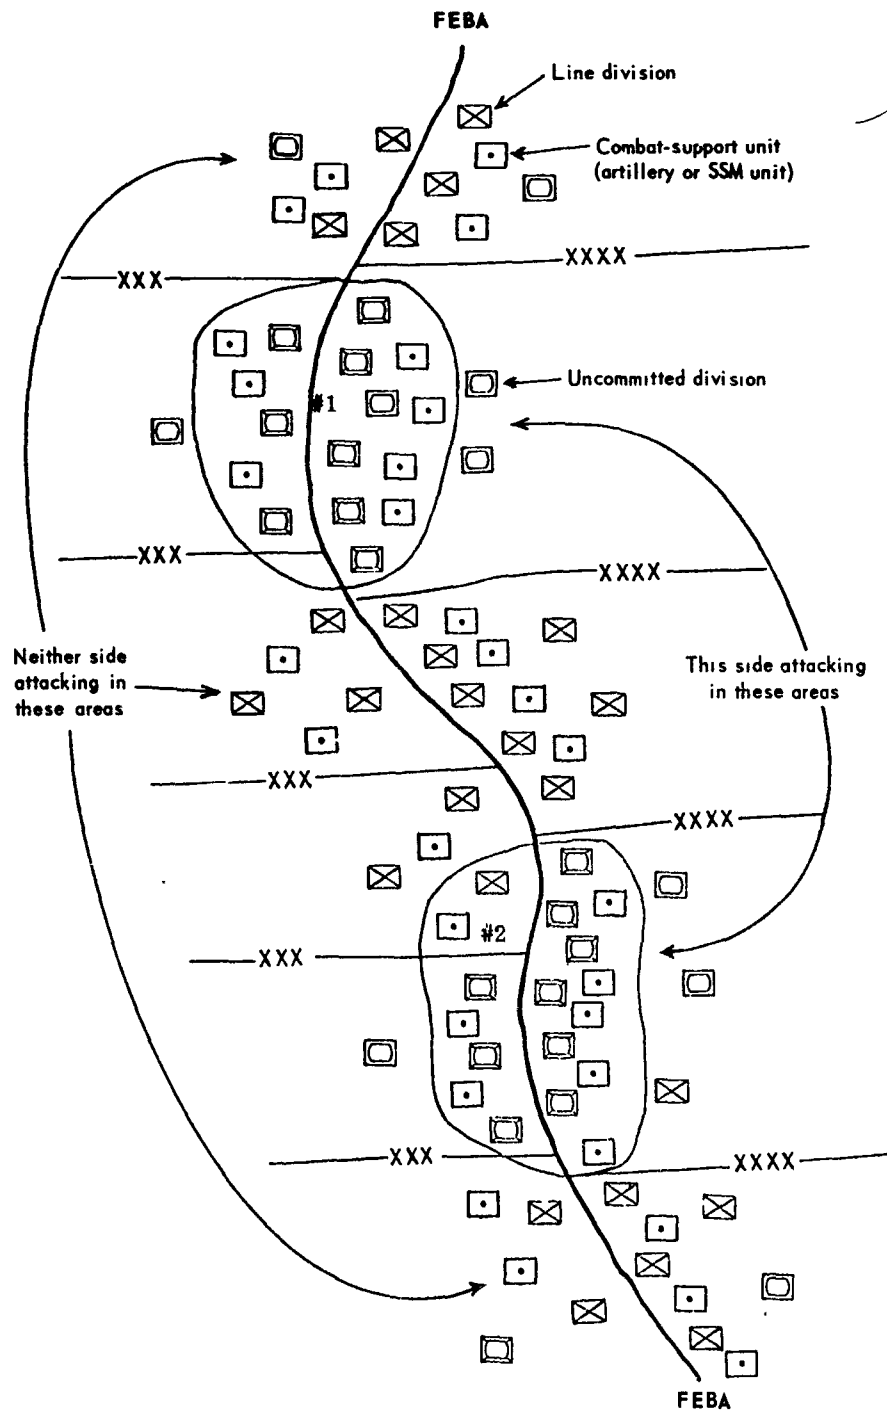 FEBA
Line division
Combat-support unit
(artillery or SSM unit)
XXXX
XXX
Uncommitted division
#1
XXX
XXXX
Neither side
attacking in
these areas
This side attacking
in these areas
XXX
XXXX
#2
XXX
XXX
XXXX
FEBA